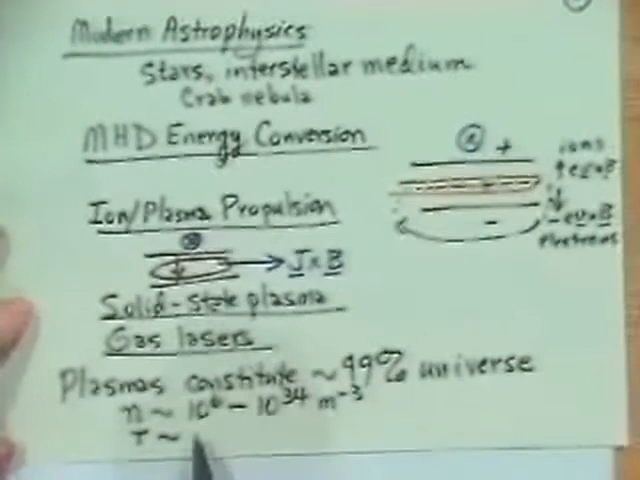 Modern Astrophysics
Stars, interstellar medium
Crab nebula
MHD Energy Conversion
+
ions
↑ e v × B
-
↓ -e v × B
electrons
Ion/Plasma Propulsion
J × B
Solid-state plasma
Gas lasers
Plasmas constitute ~ 99% universe
n ~ 10⁶ - 10³⁴ m⁻³
T ~